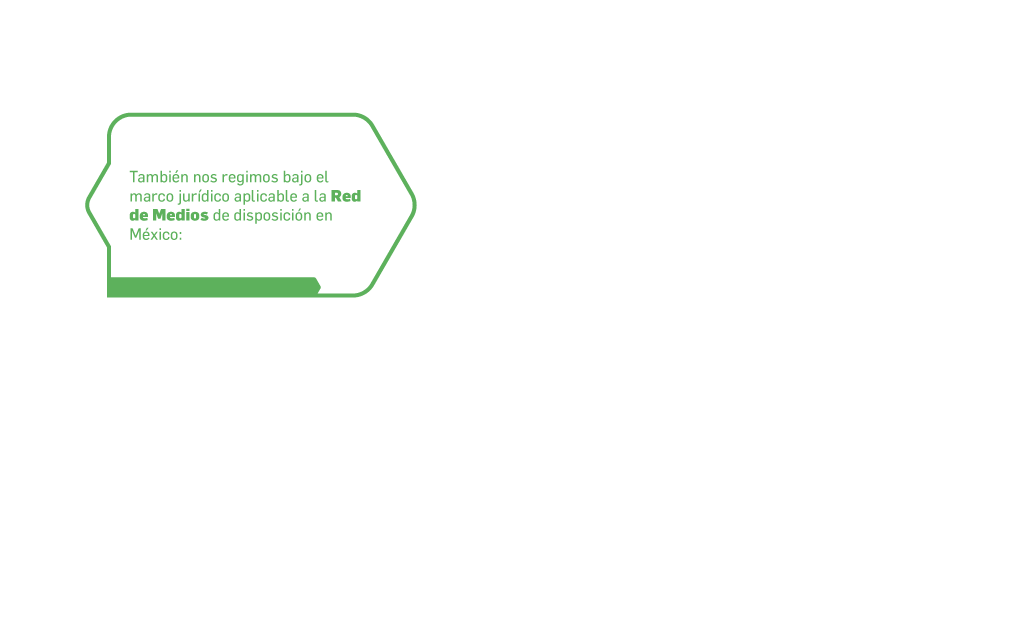 También nos regimos bajo el
marco jurídico aplicable a la Red
de Medios de disposición en
México: